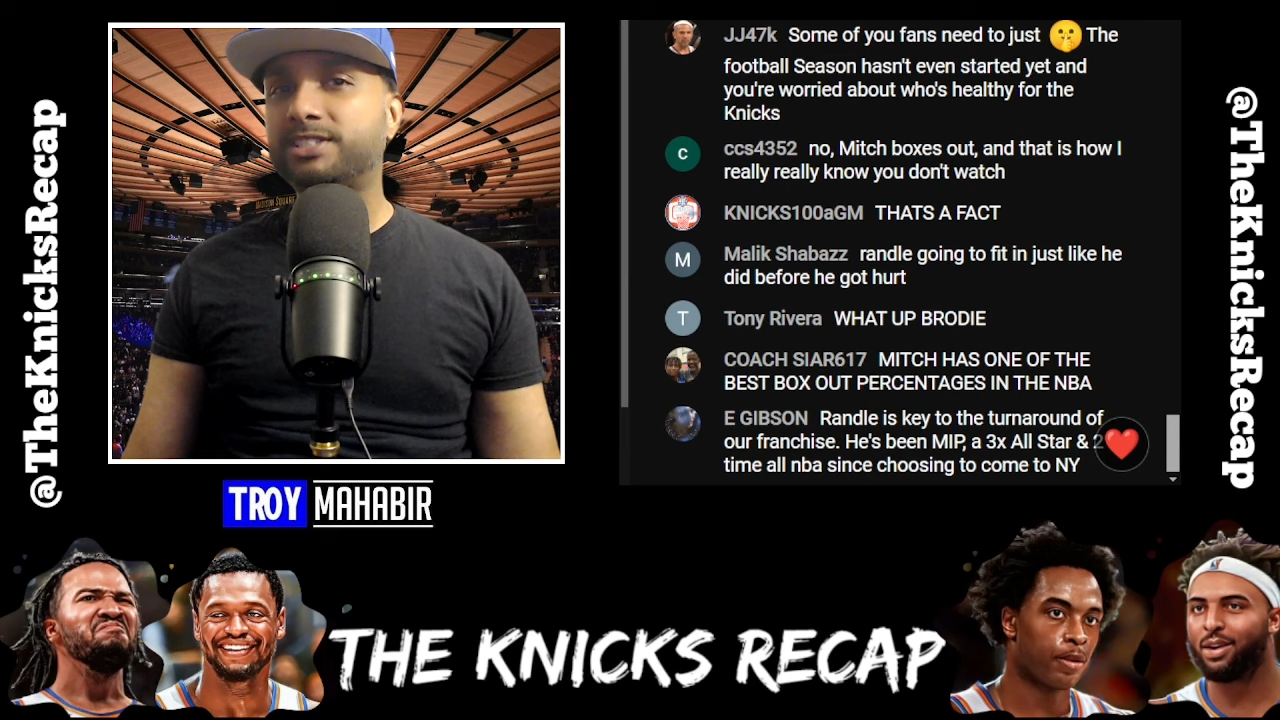 @TheKnicksRecap
JJ47k Some of you fans need to just 🤫 The
football Season hasn't even started yet and
you're worried about who's healthy for the
Knicks
c ccs4352 no, Mitch boxes out, and that is how I
really really know you don't watch
KNICKS100aGM THATS A FACT
M Malik Shabazz randle going to fit in just like he
did before he got hurt
T Tony Rivera WHAT UP BRODIE
COACH SIAR617 MITCH HAS ONE OF THE
BEST BOX OUT PERCENTAGES IN THE NBA
E GIBSON Randle is key to the turnaround of
our franchise. He's been MIP, a 3x All Star & 2
time all nba since choosing to come to NY
@TheKnicksRecap
MADISON SQUARE
TROY MAHABIR
THE KNICKS RECAP